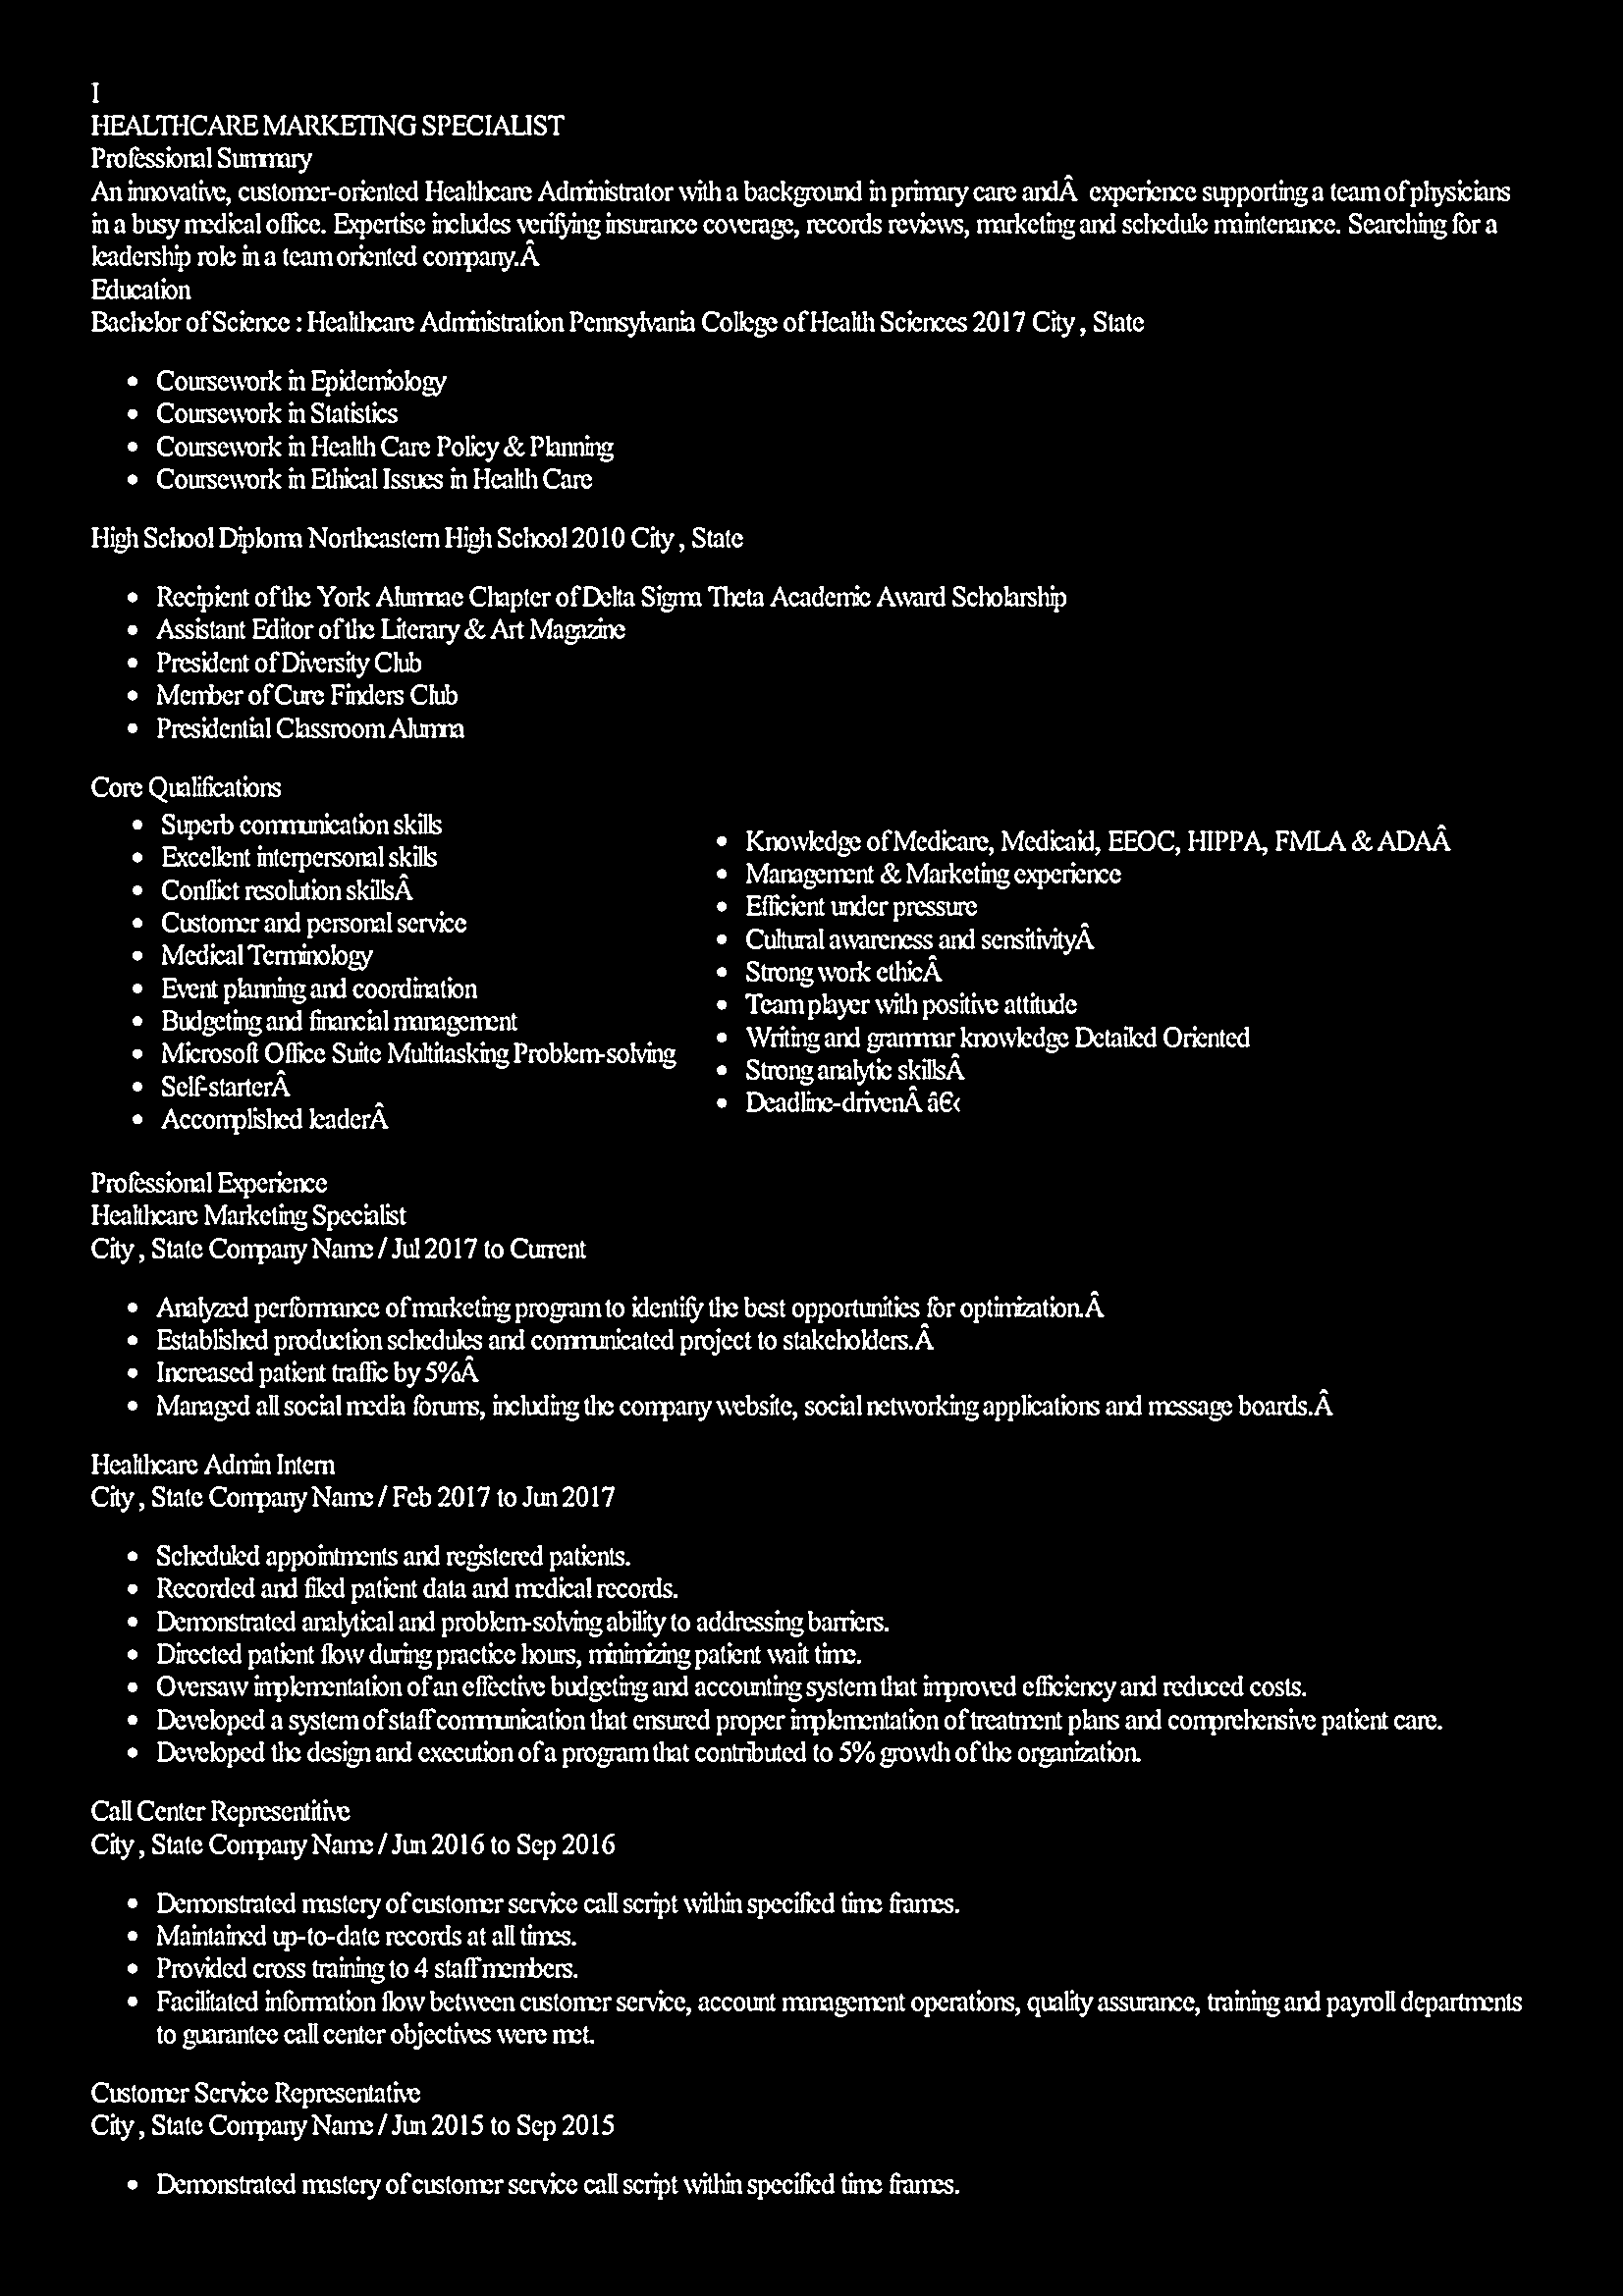 I
HEALTHCARE MARKETING SPECIALIST
Professional Summary
An innovative, customer-oriented Healthcare Administrator with a background in primary care andÂ  experience supporting a team of physicians
in a busy medical office. Expertise includes verifying insurance coverage, records reviews, marketing and schedule maintenance. Searching for a
leadership role in a team oriented company.Â
Education
Bachelor of Science : Healthcare Administration Pennsylvania College of Health Sciences 2017 City , State
• Coursework in Epidemiology
• Coursework in Statistics
• Coursework in Health Care Policy & Planning
• Coursework in Ethical Issues in Health Care
High School Diploma Northeastern High School 2010 City , State
• Recipient of the York Alumnae Chapter of Delta Sigma Theta Academic Award Scholarship
• Assistant Editor of the Literary & Art Magazine
• President of Diversity Club
• Member of Cure Finders Club
• Presidential Classroom Alumna
Core Qualifications
• Superb communication skills
• Excellent interpersonal skills
• Conflict resolution skillsÂ
• Customer and personal service
• Medical Terminology
• Event planning and coordination
• Budgeting and financial management
• Microsoft Office Suite Multitasking Problem-solving
• Self-starterÂ
• Accomplished leaderÂ
• Knowledge of Medicare, Medicaid, EEOC, HIPPA, FMLA & ADAÂ
• Management & Marketing experience
• Efficient under pressure
• Cultural awareness and sensitivityÂ
• Strong work ethicÂ
• Team player with positive attitude
• Writing and grammar knowledge Detailed Oriented
• Strong analytic skillsÂ
• Deadline-drivenÂ â€‹
Professional Experience
Healthcare Marketing Specialist
City , State Company Name / Jul 2017 to Current
• Analyzed performance of marketing program to identify the best opportunities for optimization.Â
• Established production schedules and communicated project to stakeholders.Â
• Increased patient traffic by 5%Â
• Managed all social media forums, including the company website, social networking applications and message boards.Â
Healthcare Admin Intern
City , State Company Name / Feb 2017 to Jun 2017
• Scheduled appointments and registered patients.
• Recorded and filed patient data and medical records.
• Demonstrated analytical and problem-solving ability to addressing barriers.
• Directed patient flow during practice hours, minimizing patient wait time.
• Oversaw implementation of an effective budgeting and accounting system that improved efficiency and reduced costs.
• Developed a system of staff communication that ensured proper implementation of treatment plans and comprehensive patient care.
• Developed the design and execution of a program that contributed to 5% growth of the organization.
Call Center Representitive
City , State Company Name / Jun 2016 to Sep 2016
• Demonstrated mastery of customer service call script within specified time frames.
• Maintained up-to-date records at all times.
• Provided cross training to 4 staff members.
• Facilitated information flow between customer service, account management operations, quality assurance, training and payroll departments
to guarantee call center objectives were met.
Customer Service Representative
City , State Company Name / Jun 2015 to Sep 2015
• Demonstrated mastery of customer service call script within specified time frames.